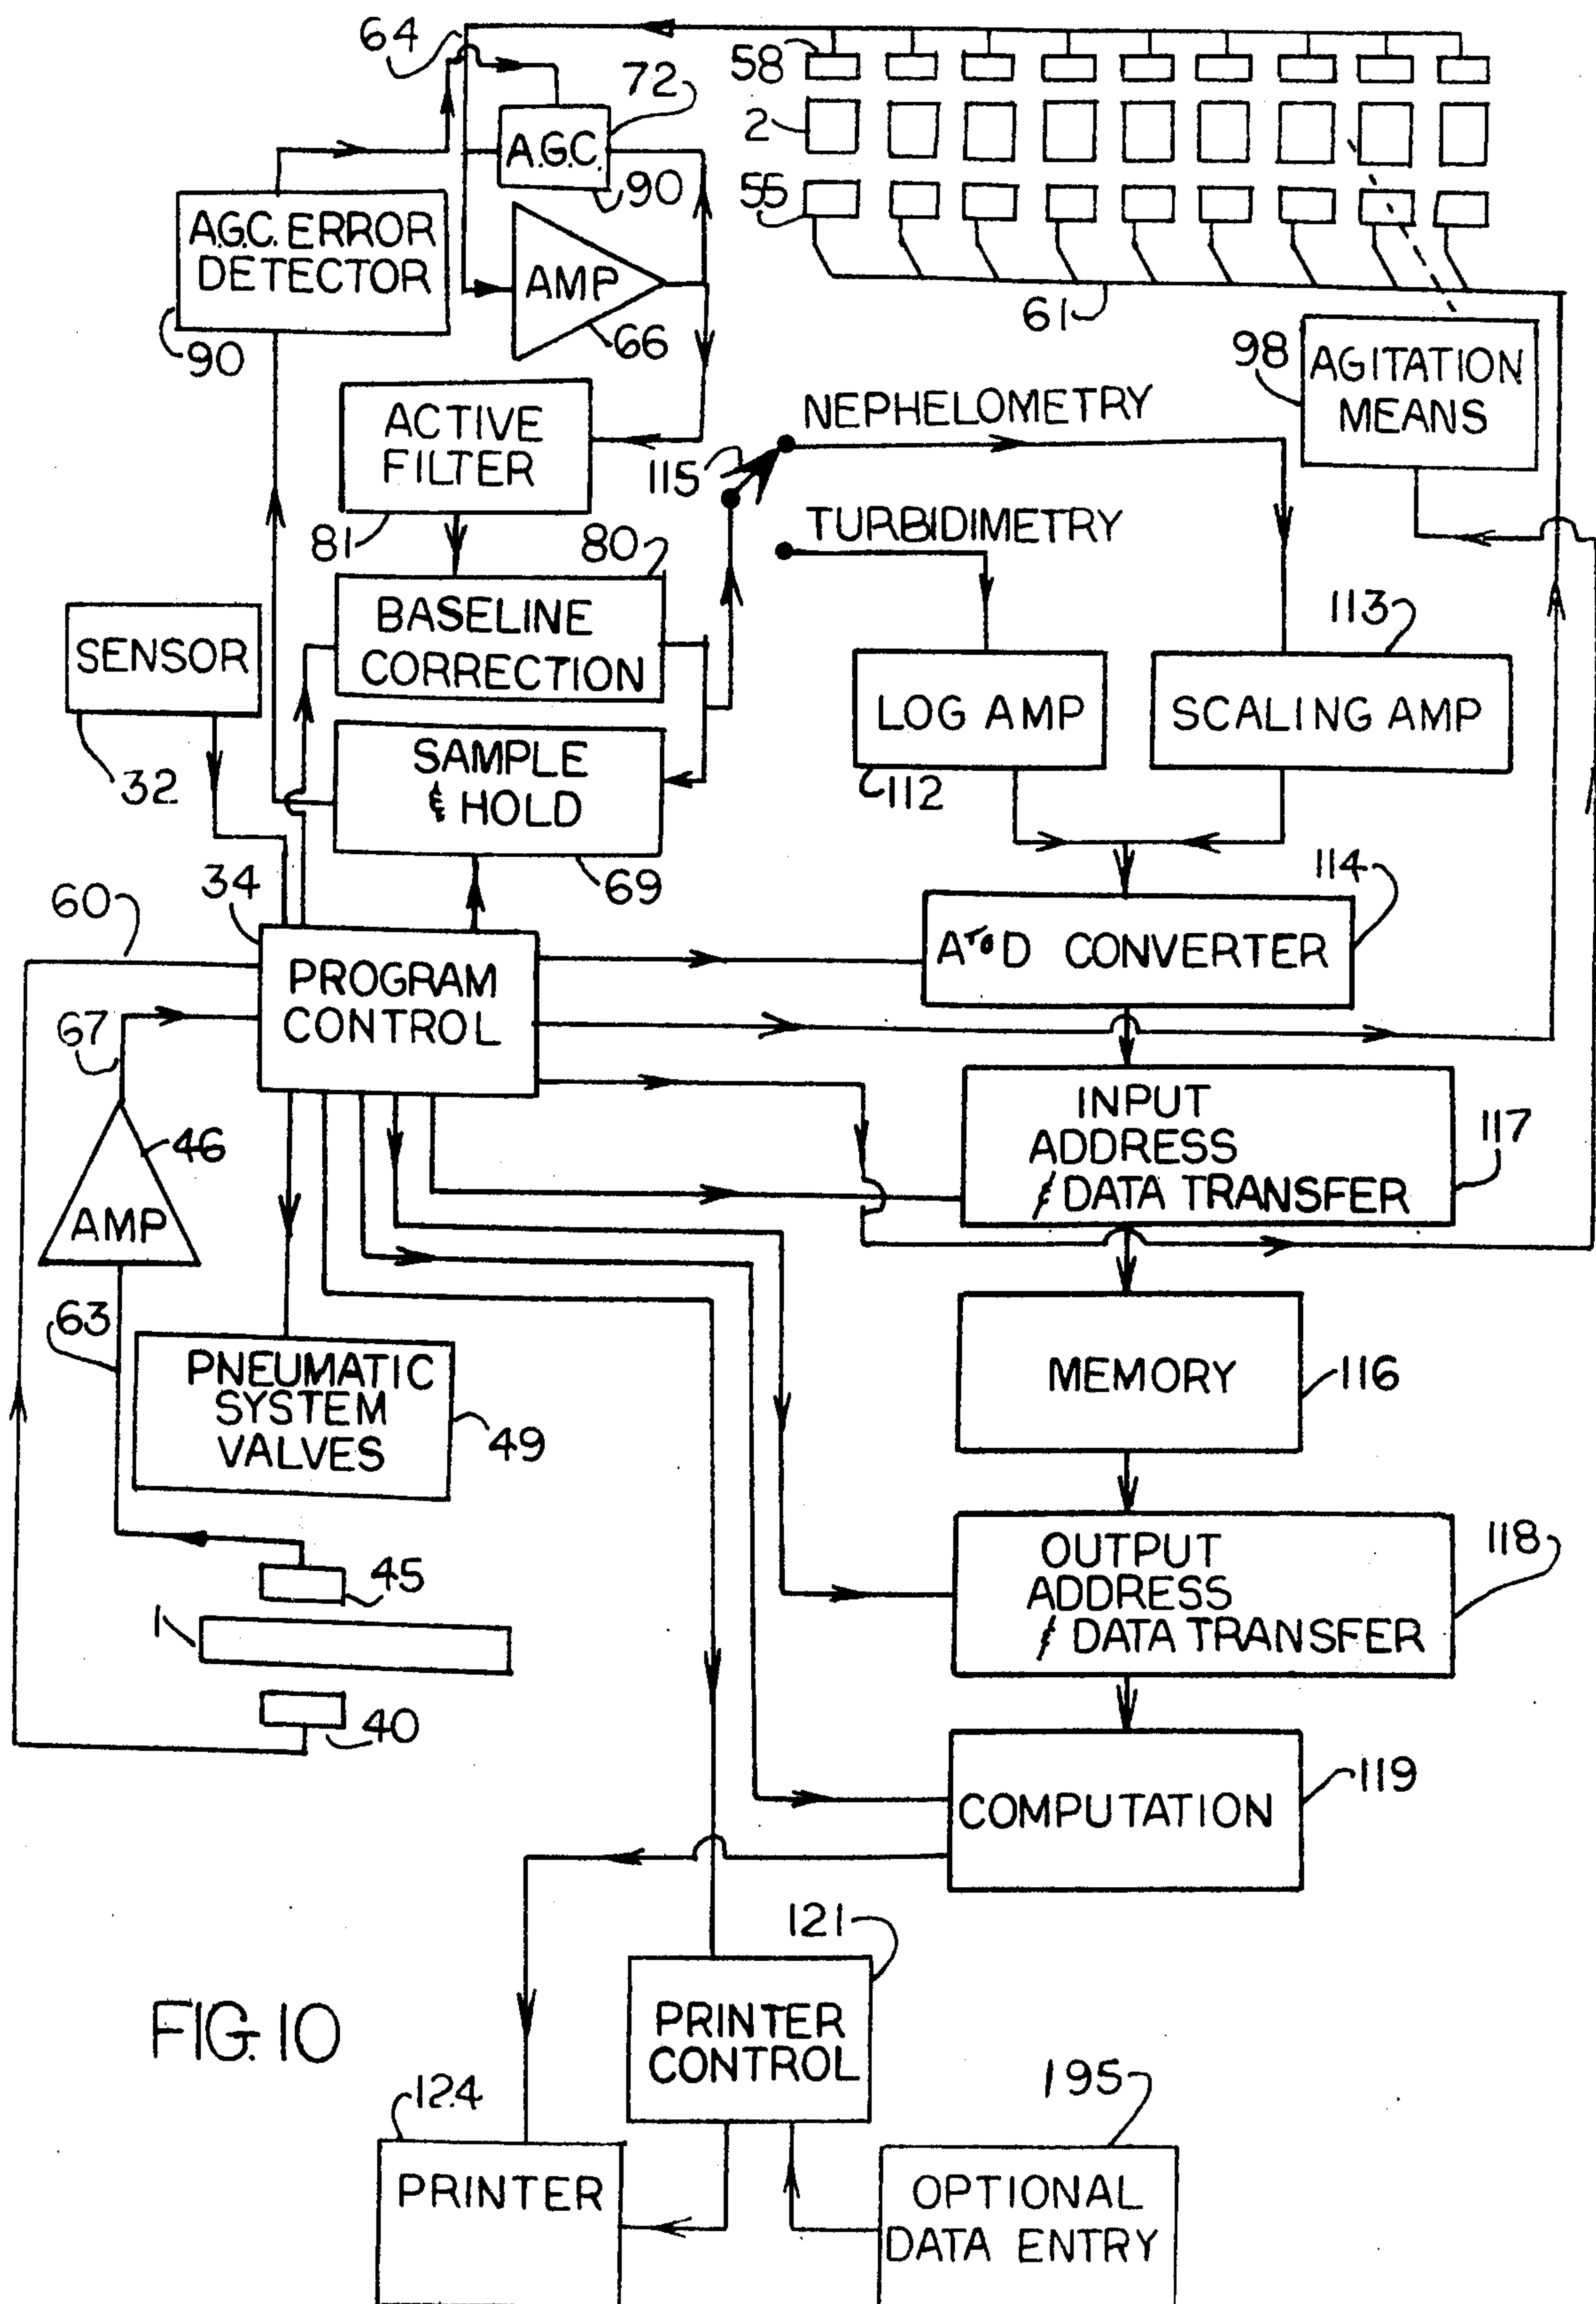 64
58
72
2
A.G.C.
90
55
A.G.C. ERROR
DETECTOR
AMP
66
61
90
98
AGITATION
MEANS
NEPHELOMETRY
ACTIVE
FILTER
115
81
80
TURBIDIMETRY
113
SENSOR
BASELINE
CORRECTION
LOG AMP
SCALING AMP
32
SAMPLE
& HOLD
112
34
69
114
60
A TO D CONVERTER
PROGRAM
CONTROL
67
INPUT
ADDRESS
& DATA TRANSFER
117
46
AMP
63
PNEUMATIC
SYSTEM
VALVES
49
MEMORY
116
45
OUTPUT
ADDRESS
& DATA TRANSFER
118
1
40
COMPUTATION
119
121
FIG. 10
PRINTER
CONTROL
195
124
PRINTER
OPTIONAL
DATA ENTRY